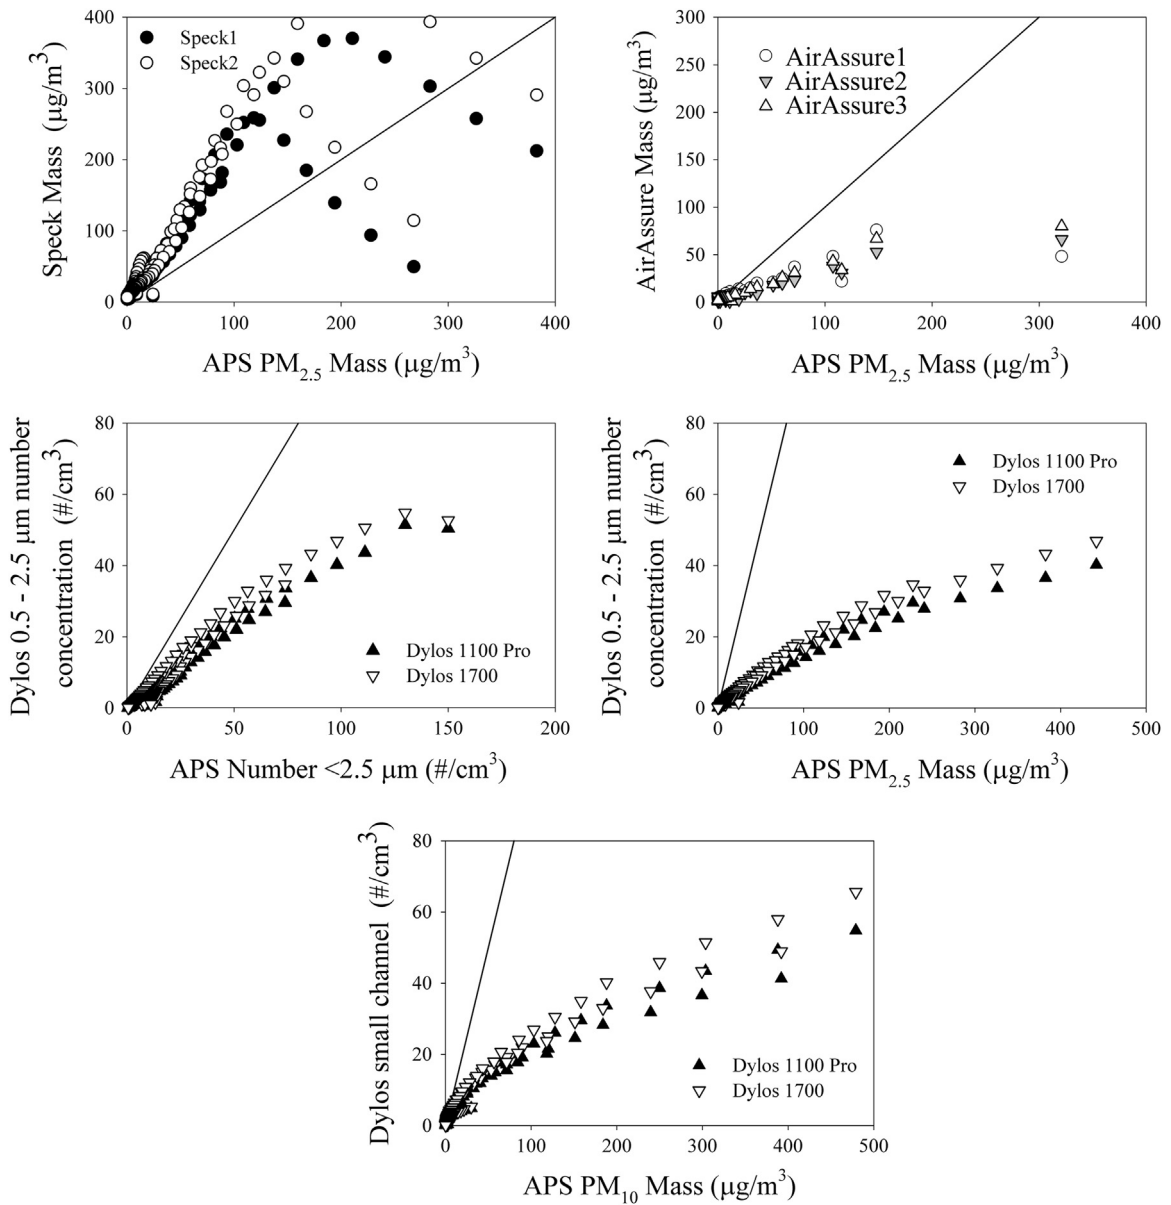 Speck Mass (μg/m³)
400
300
200
100
0
Speck1
Speck2
0 100 200 300 400
APS PM₂.₅ Mass (μg/m³)
AirAssure Mass (μg/m³)
300
250
200
150
100
50
0
AirAssure1
AirAssure2
AirAssure3
0 100 200 300 400
APS PM₂.₅ Mass (μg/m³)
Dylos 0.5 - 2.5 μm number
concentration (#/cm³)
80
60
40
20
0
Dylos 1100 Pro
Dylos 1700
0 50 100 150 200
APS Number <2.5 μm (#/cm³)
Dylos 0.5 - 2.5 μm number
concentration (#/cm³)
80
60
40
20
0
Dylos 1100 Pro
Dylos 1700
0 100 200 300 400 500
APS PM₂.₅ Mass (μg/m³)
Dylos small channel (#/cm³)
80
60
40
20
0
Dylos 1100 Pro
Dylos 1700
0 100 200 300 400 500
APS PM₁₀ Mass (μg/m³)